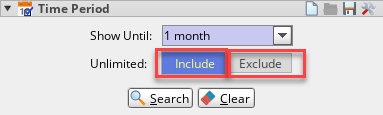 Time Period
Show Until: 1 month
Unlimited: Include Exclude
Search Clear